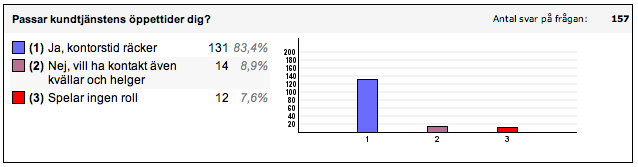 Passar kundtjänstens öppettider dig? Antal svar på frågan: 157
(1) Ja, kontorstid räcker 131 83,4%
(2) Nej, vill ha kontakt även 14 8,9%
kvällar och helger
(3) Spelar ingen roll 12 7,6%
200
180
160
140
120
100
80
60
40
20
1 2 3